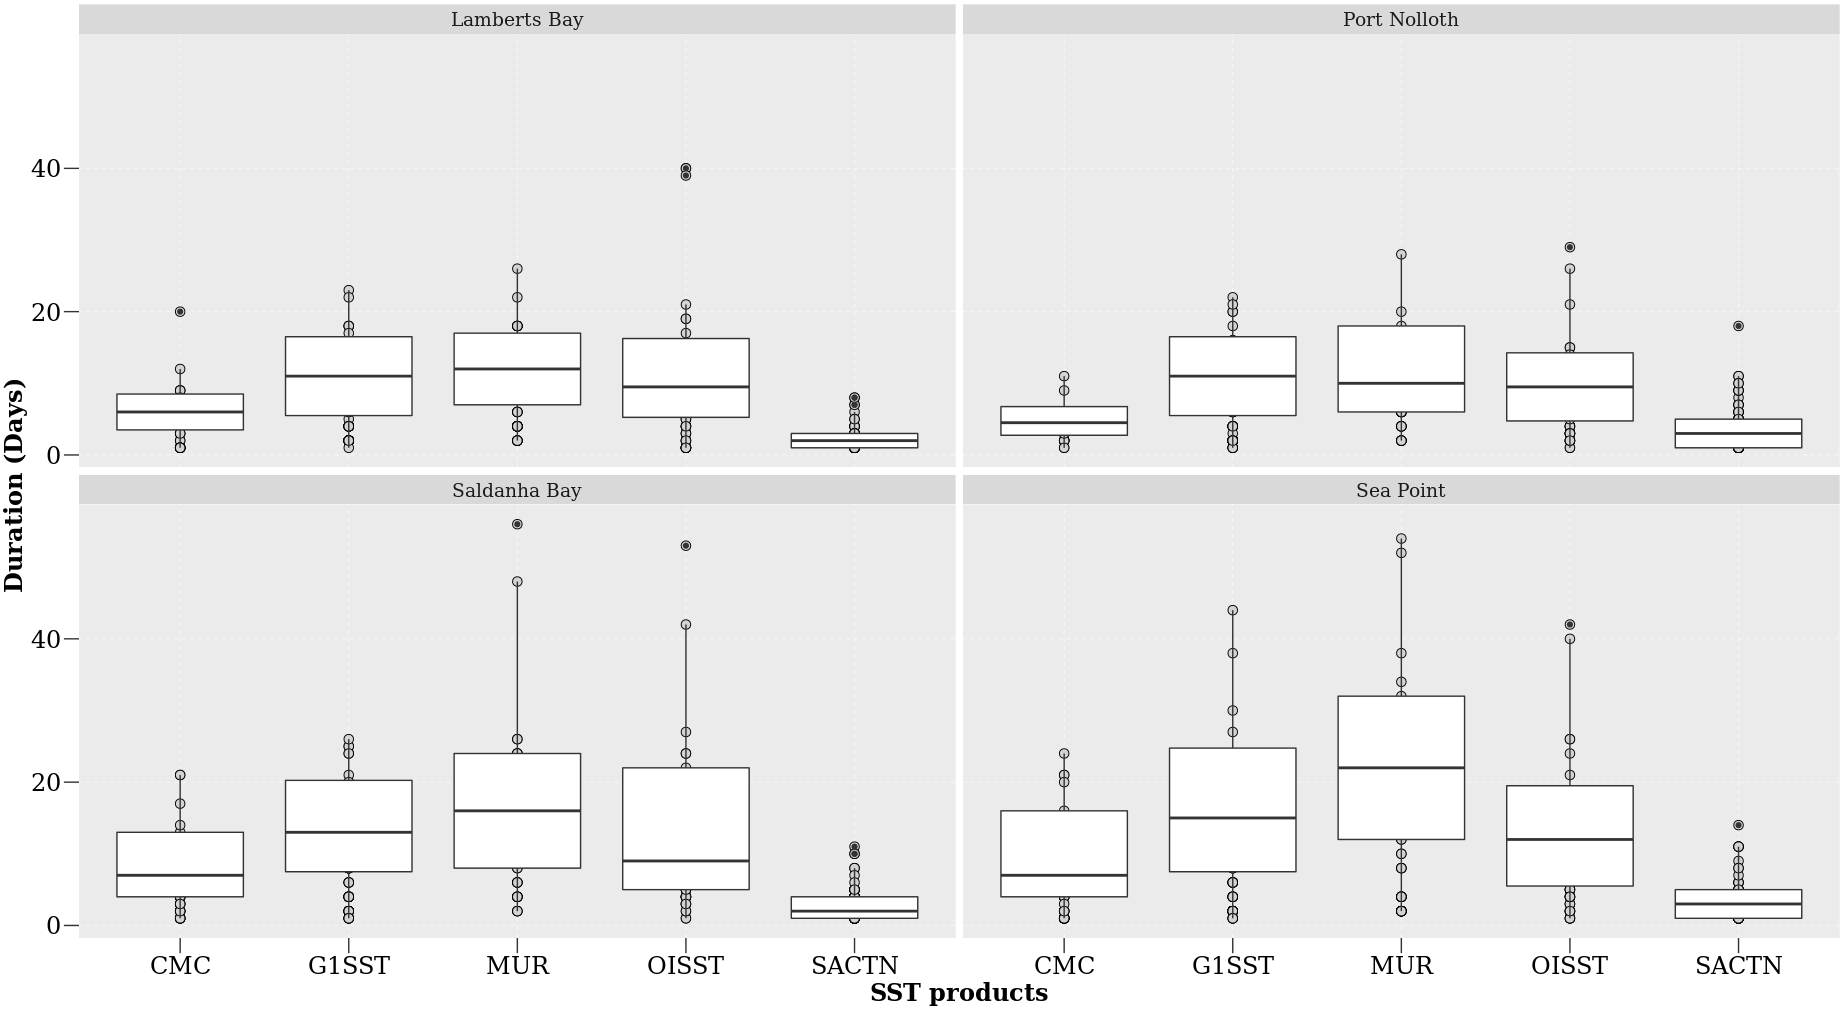 Lamberts Bay
Port Nolloth
40
20
0
Saldanha Bay
Sea Point
40
20
0
Duration (Days)
CMC G1SST MUR OISST SACTN
CMC G1SST MUR OISST SACTN
SST products